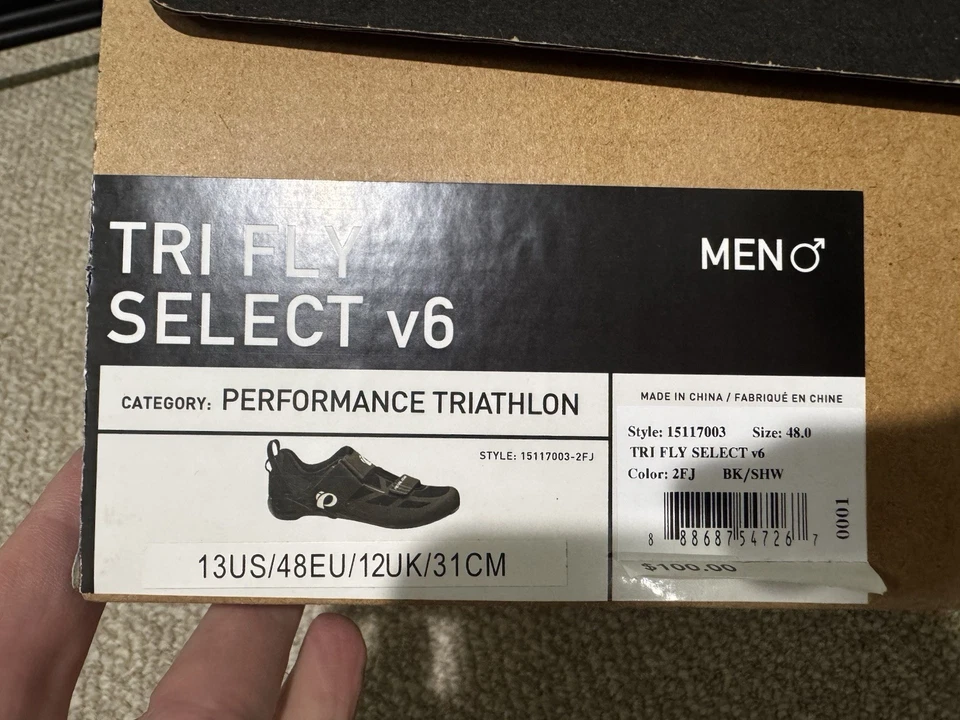 TRI FLY
SELECT v6
MEN♂
CATEGORY: PERFORMANCE TRIATHLON
STYLE: 15117003-2FJ
13US/48EU/12UK/31CM
MADE IN CHINA / FABRIQUÉ EN CHINE
Style: 15117003 Size: 48.0
TRI FLY SELECT v6
Color: 2FJ BK/SHW
8 88687 54726 7
0001
$100.00